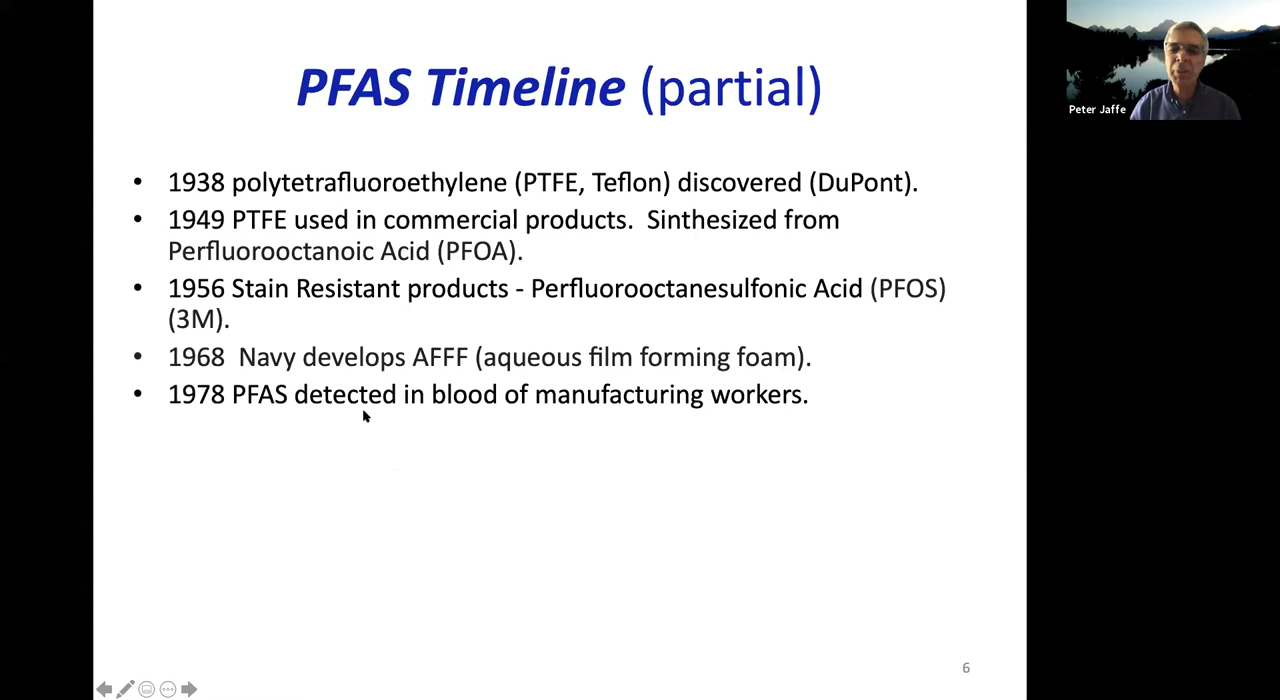 PFAS Timeline (partial)
• 1938 polytetrafluoroethylene (PTFE, Teflon) discovered (DuPont).
• 1949 PTFE used in commercial products.  Sinthesized from
Perfluorooctanoic Acid (PFOA).
• 1956 Stain Resistant products - Perfluorooctanesulfonic Acid (PFOS)
(3M).
• 1968  Navy develops AFFF (aqueous film forming foam).
• 1978 PFAS detected in blood of manufacturing workers.
6
Peter Jaffe